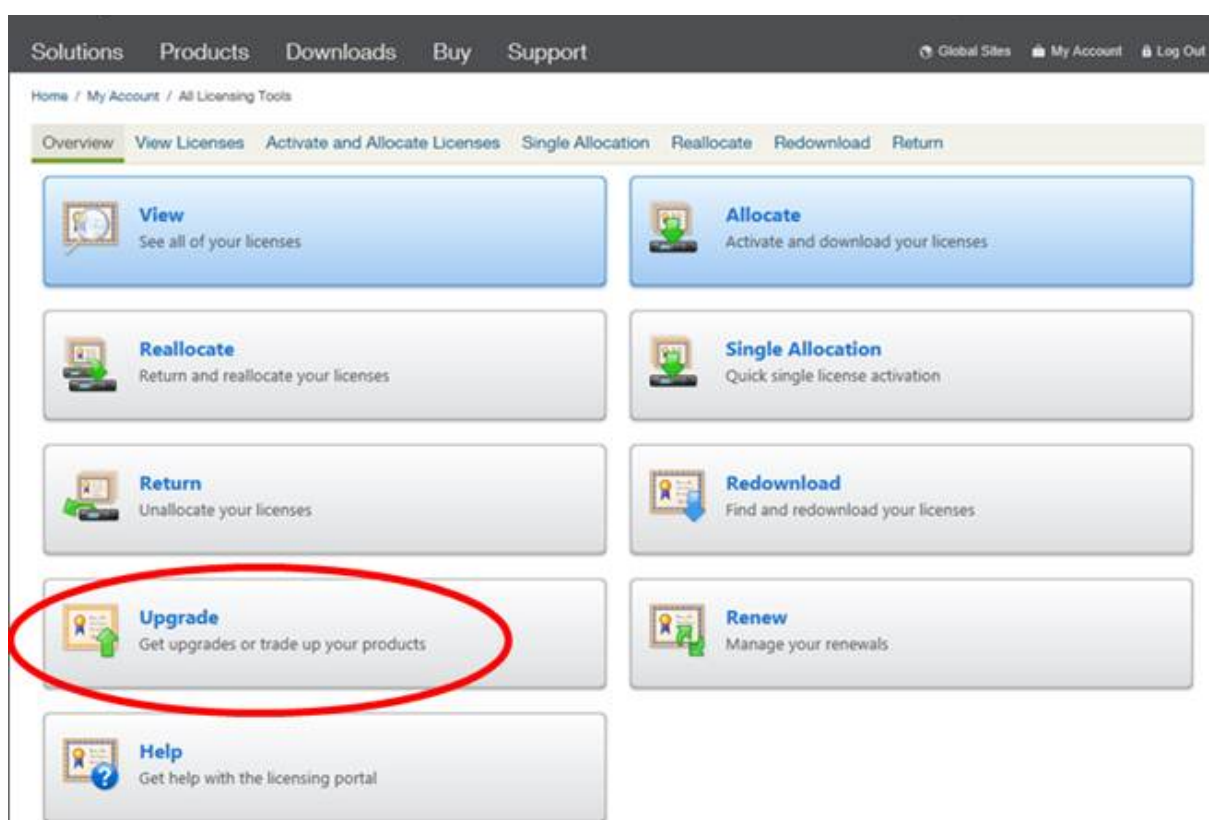 Solutions Products Downloads Buy Support Global Sites My Account Log Out
Home / My Account / All Licensing Tools
Overview View Licenses Activate and Allocate Licenses Single Allocation Reallocate Redownload Return
View
See all of your licenses
Allocate
Activate and download your licenses
Reallocate
Return and reallocate your licenses
Single Allocation
Quick single license activation
Return
Unallocate your licenses
Redownload
Find and redownload your licenses
Upgrade
Get upgrades or trade up your products
Renew
Manage your renewals
Help
Get help with the licensing portal